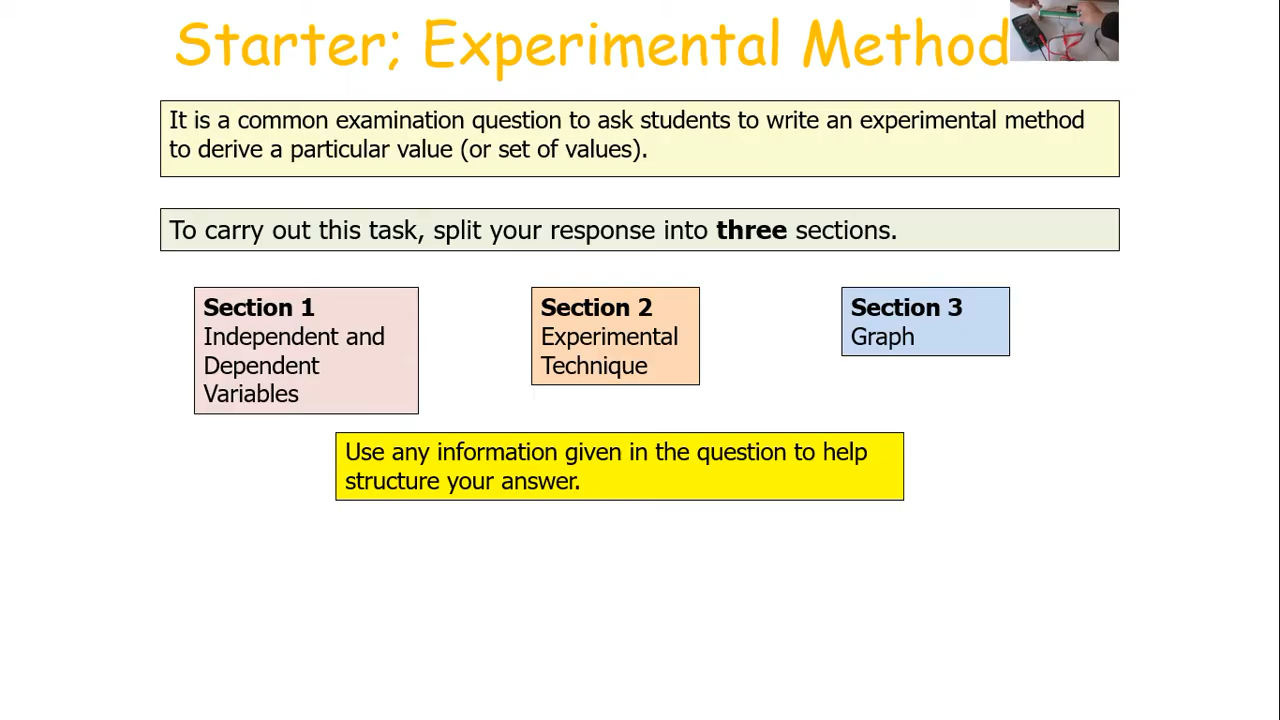 Starter; Experimental Method
It is a common examination question to ask students to write an experimental method
to derive a particular value (or set of values).
To carry out this task, split your response into three sections.
Section 1
Independent and
Dependent
Variables
Section 2
Experimental
Technique
Section 3
Graph
Use any information given in the question to help
structure your answer.